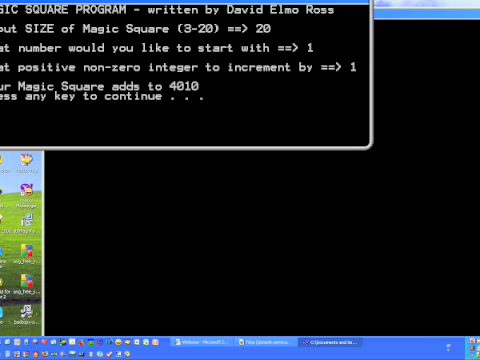 GIC SQUARE PROGRAM - written by David Elmo Ross
put SIZE of Magic Square (3-20) ==> 20
at number would you like to start with ==> 1
at positive non-zero integer to increment by ==> 1
ur Magic Square adds to 4010
ess any key to continue . . .
Welcome - Microsoft